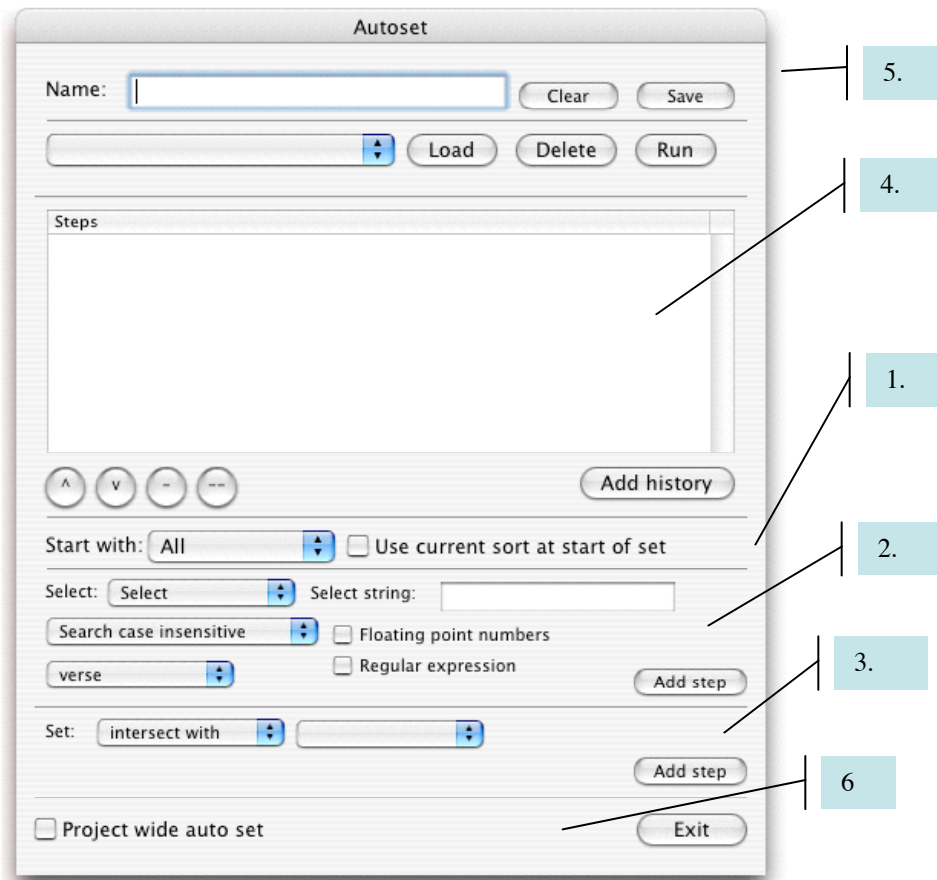 Autoset
Name: Clear Save
5.
Load Delete Run
4.
Steps
1.
^ v - -- Add history
Start with: All Use current sort at start of set
2.
Select: Select Select string:
Search case insensitive Floating point numbers
verse Regular expression
3.
Add step
Set: intersect with
Add step
6
Project wide auto set Exit